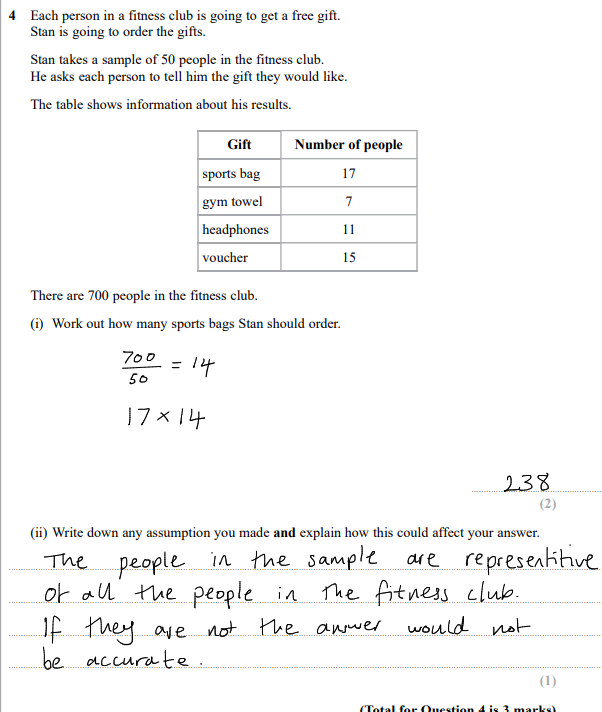 4 Each person in a fitness club is going to get a free gift.
Stan is going to order the gifts.
Stan takes a sample of 50 people in the fitness club.
He asks each person to tell him the gift they would like.
The table shows information about his results.
Gift Number of people
sports bag 17
gym towel 7
headphones 11
voucher 15
There are 700 people in the fitness club.
(i) Work out how many sports bags Stan should order.
700/50 = 14
17 × 14
238
(2)
(ii) Write down any assumption you made and explain how this could affect your answer.
The people in the sample are representitive
of all the people in the fitness club.
If they are not the answer would not
be accurate.
(1)
(Total for Question 4 is 3 marks)